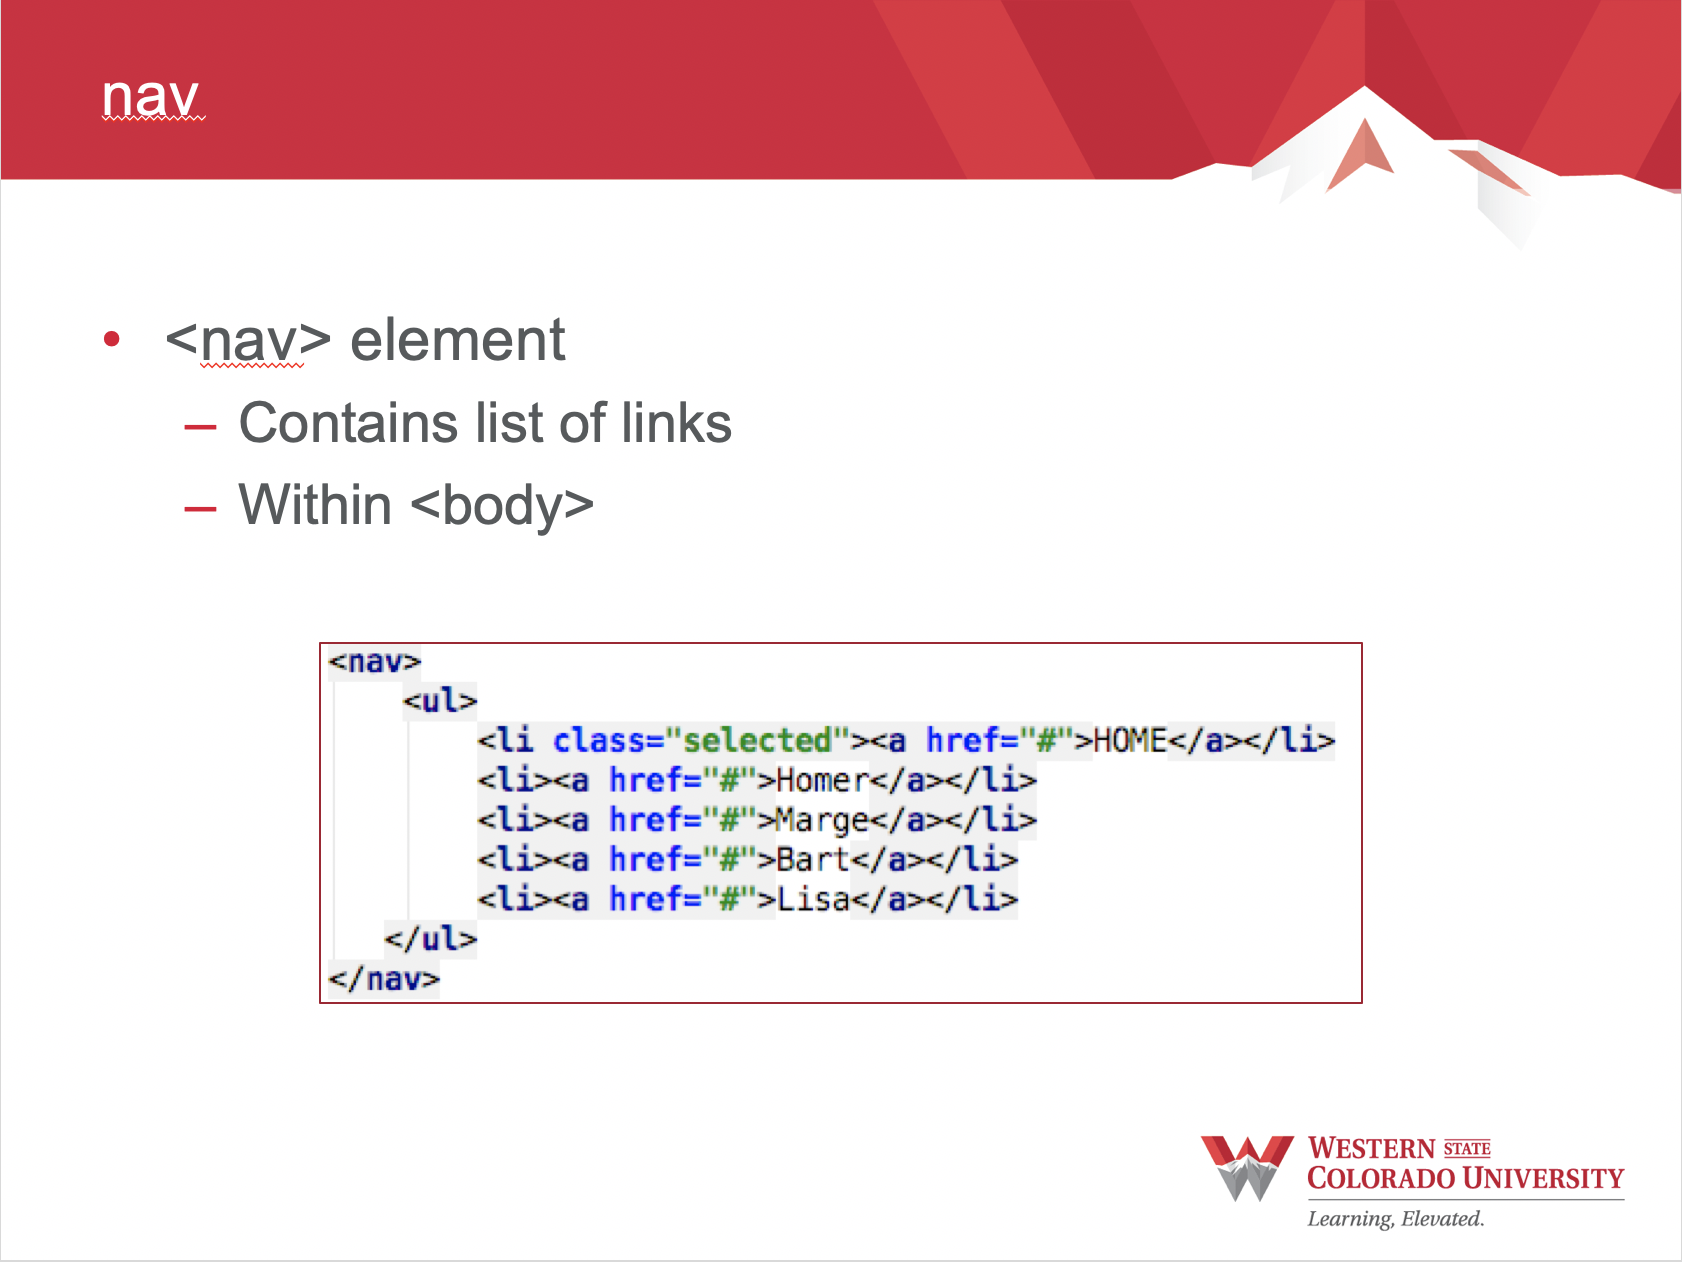 nav
• <nav> element
– Contains list of links
– Within <body>
<nav>
<ul>
<li class="selected"><a href="#">HOME</a></li>
<li><a href="#">Homer</a></li>
<li><a href="#">Marge</a></li>
<li><a href="#">Bart</a></li>
<li><a href="#">Lisa</a></li>
</ul>
</nav>
WESTERN STATE
COLORADO UNIVERSITY
Learning, Elevated.